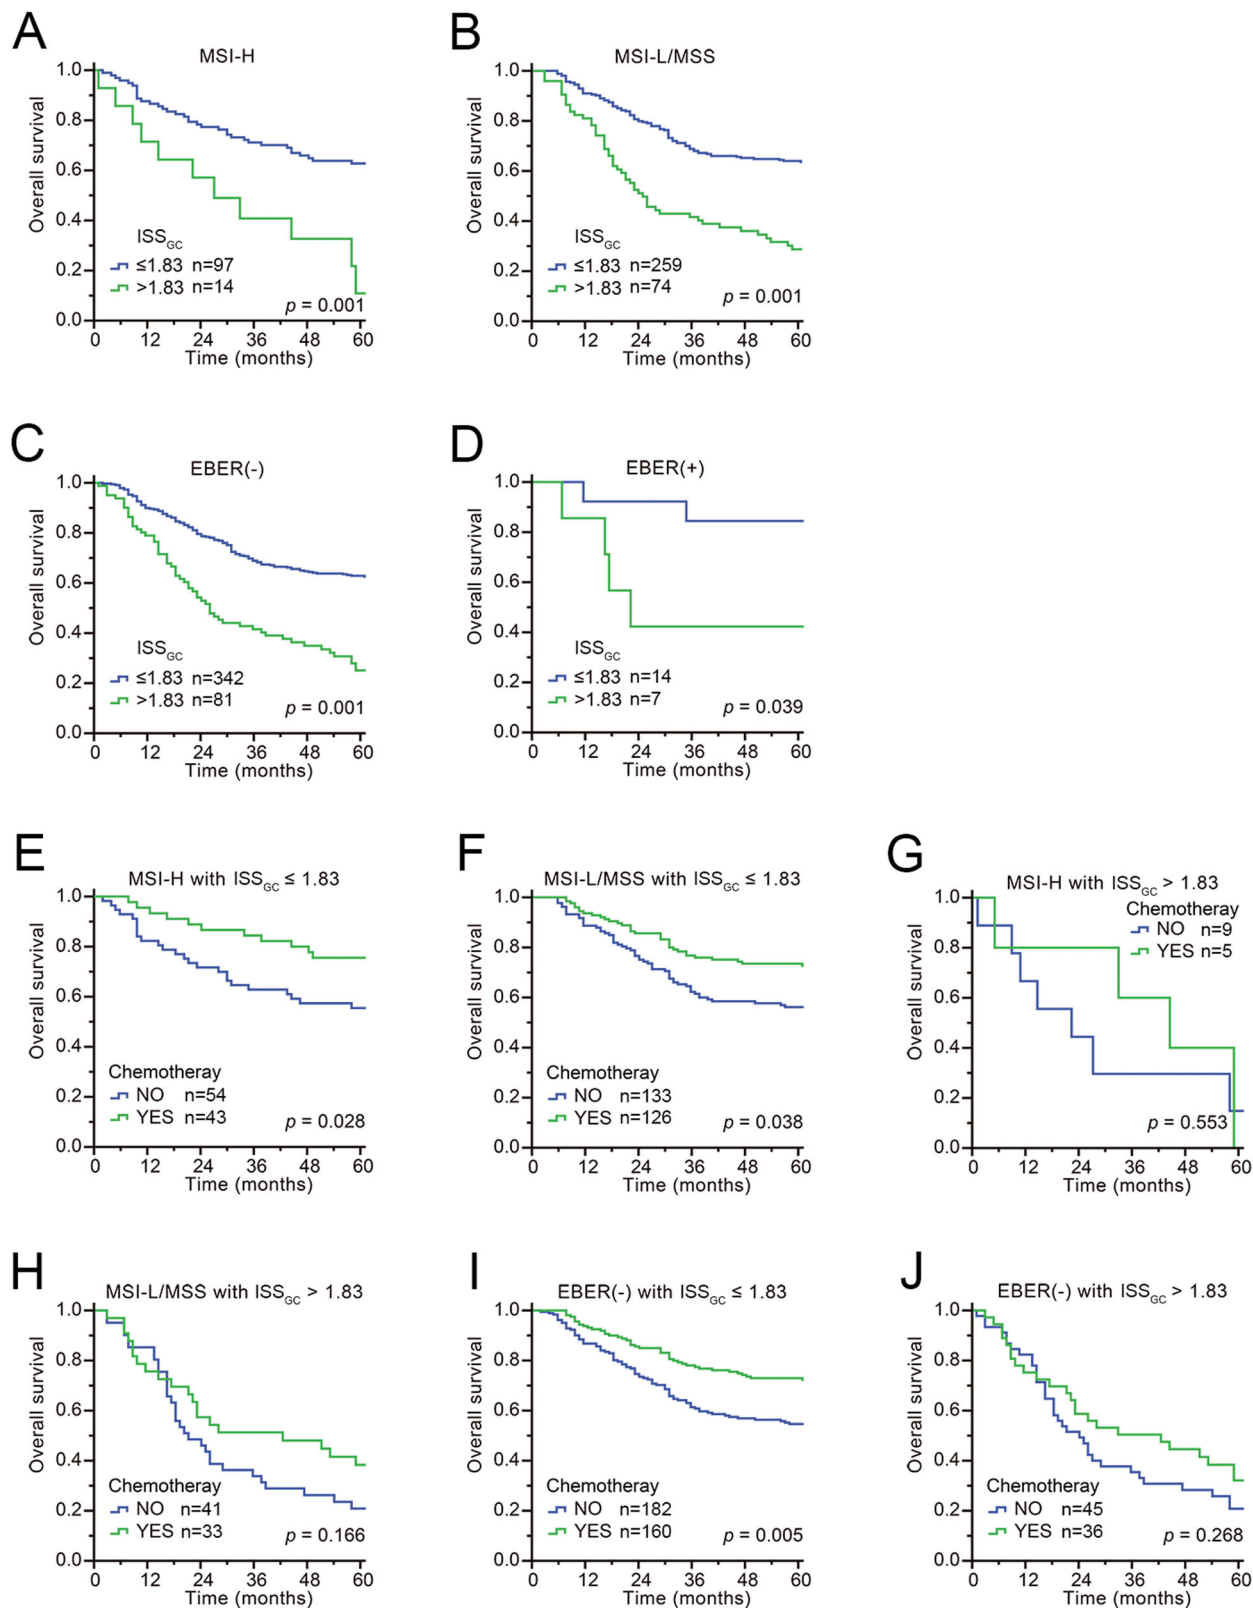 A
MSI-H
Overall survival
1.0
0.8
0.6
0.4
0.2
0.0
ISS_GC
≤1.83 n=97
>1.83 n=14
p = 0.001
0 12 24 36 48 60
Time (months)
B
MSI-L/MSS
Overall survival
1.0
0.8
0.6
0.4
0.2
0.0
ISS_GC
≤1.83 n=259
>1.83 n=74
p = 0.001
0 12 24 36 48 60
Time (months)
C
EBER(-)
Overall survival
1.0
0.8
0.6
0.4
0.2
0.0
ISS_GC
≤1.83 n=342
>1.83 n=81
p = 0.001
0 12 24 36 48 60
Time (months)
D
EBER(+)
Overall survival
1.0
0.8
0.6
0.4
0.2
0.0
ISS_GC
≤1.83 n=14
>1.83 n=7
p = 0.039
0 12 24 36 48 60
Time (months)
E
MSI-H with ISS_GC ≤ 1.83
Overall survival
1.0
0.8
0.6
0.4
0.2
0.0
Chemotheray
NO n=54
YES n=43
p = 0.028
0 12 24 36 48 60
Time (months)
F
MSI-L/MSS with ISS_GC ≤ 1.83
Overall survival
1.0
0.8
0.6
0.4
0.2
0.0
Chemotheray
NO n=133
YES n=126
p = 0.038
0 12 24 36 48 60
Time (months)
G
MSI-H with ISS_GC > 1.83
Overall survival
1.0
0.8
0.6
0.4
0.2
0.0
Chemotheray
NO n=9
YES n=5
p = 0.553
0 12 24 36 48 60
Time (months)
H
MSI-L/MSS with ISS_GC > 1.83
Overall survival
1.0
0.8
0.6
0.4
0.2
0.0
Chemotheray
NO n=41
YES n=33
p = 0.166
0 12 24 36 48 60
Time (months)
I
EBER(-) with ISS_GC ≤ 1.83
Overall survival
1.0
0.8
0.6
0.4
0.2
0.0
Chemotheray
NO n=182
YES n=160
p = 0.005
0 12 24 36 48 60
Time (months)
J
EBER(-) with ISS_GC > 1.83
Overall survival
1.0
0.8
0.6
0.4
0.2
0.0
Chemotheray
NO n=45
YES n=36
p = 0.268
0 12 24 36 48 60
Time (months)